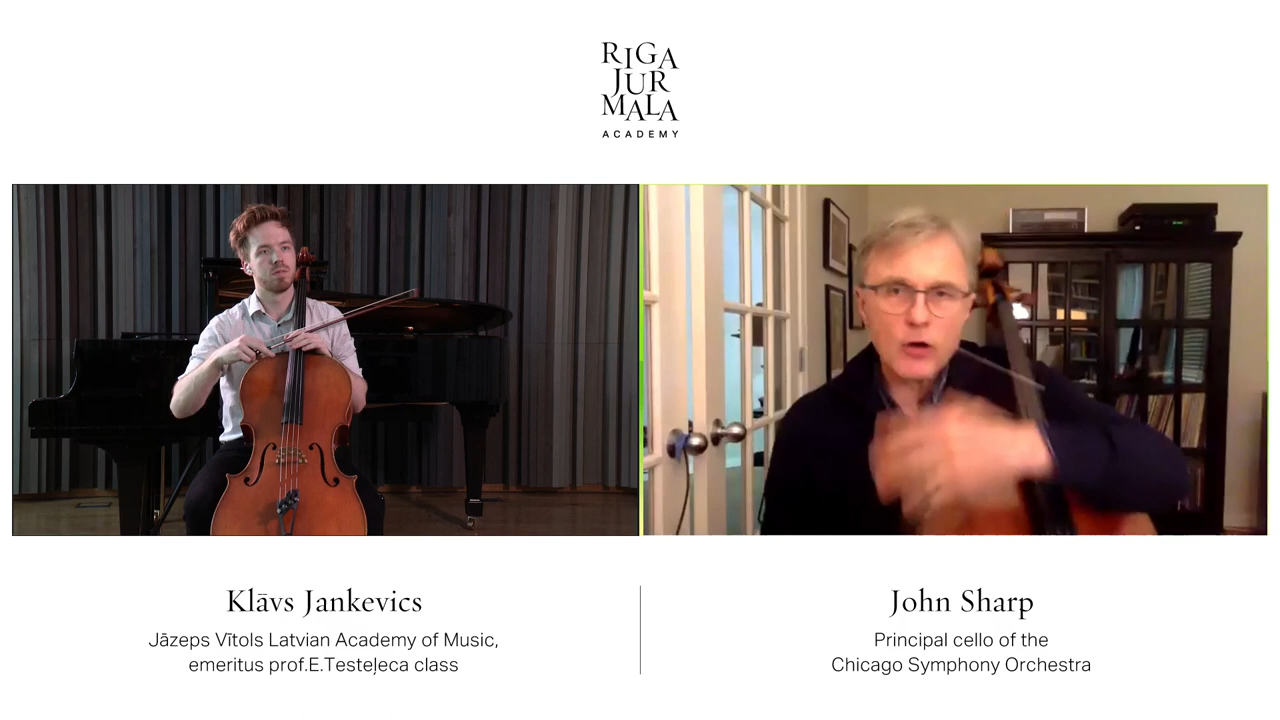 RIGA
JUR
MALA
ACADEMY
Klāvs Jankevics
Jāzeps Vītols Latvian Academy of Music,
emeritus prof.E.Testeļeca class
John Sharp
Principal cello of the
Chicago Symphony Orchestra